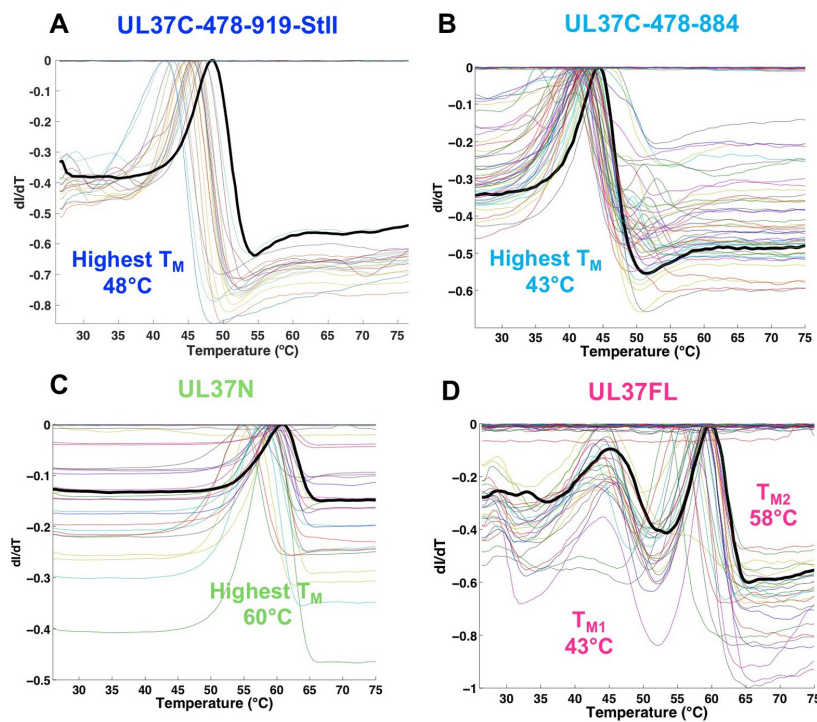 A
UL37C-478-919-StII
0
-0.1
-0.2
-0.3
-0.4
-0.5
-0.6
-0.7
-0.8
dI/dT
Highest TM
48°C
30 35 40 45 50 55 60 65 70 75
Temperature (°C)
B
UL37C-478-884
0
-0.1
-0.2
-0.3
-0.4
-0.5
-0.6
dI/dT
Highest TM
43°C
30 35 40 45 50 55 60 65 70 75
Temperature (°C)
C
UL37N
0
-0.1
-0.2
-0.3
-0.4
-0.5
dI/dT
Highest TM
60°C
30 35 40 45 50 55 60 65 70 75
Temperature (°C)
D
UL37FL
0
-0.2
-0.4
-0.6
-0.8
-1
dI/dT
TM2
58°C
TM1
43°C
30 35 40 45 50 55 60 65 70 75
Temperature (°C)